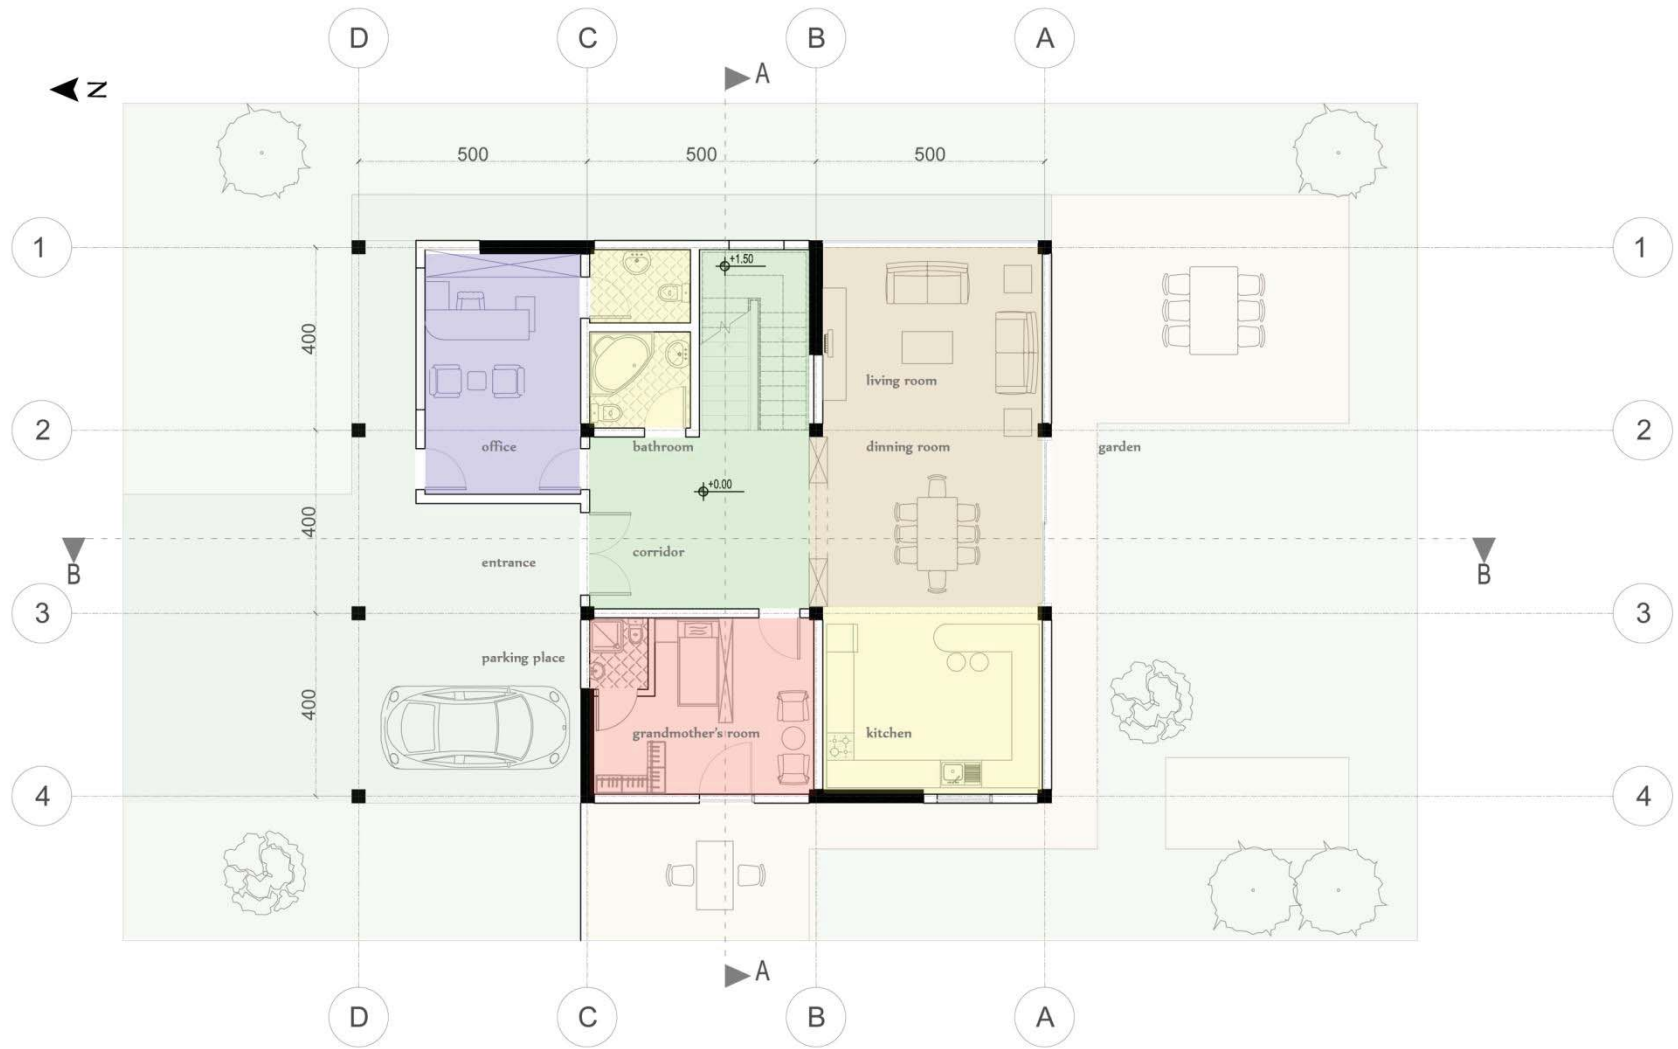 D C B A
A
N
500 500 500
1 1
+1.50
400
living room
2 2
office bathroom dinning room garden
+0.00
400
corridor
entrance
B B
3 3
parking place
400
grandmother's room kitchen
4 4
A
D C B A